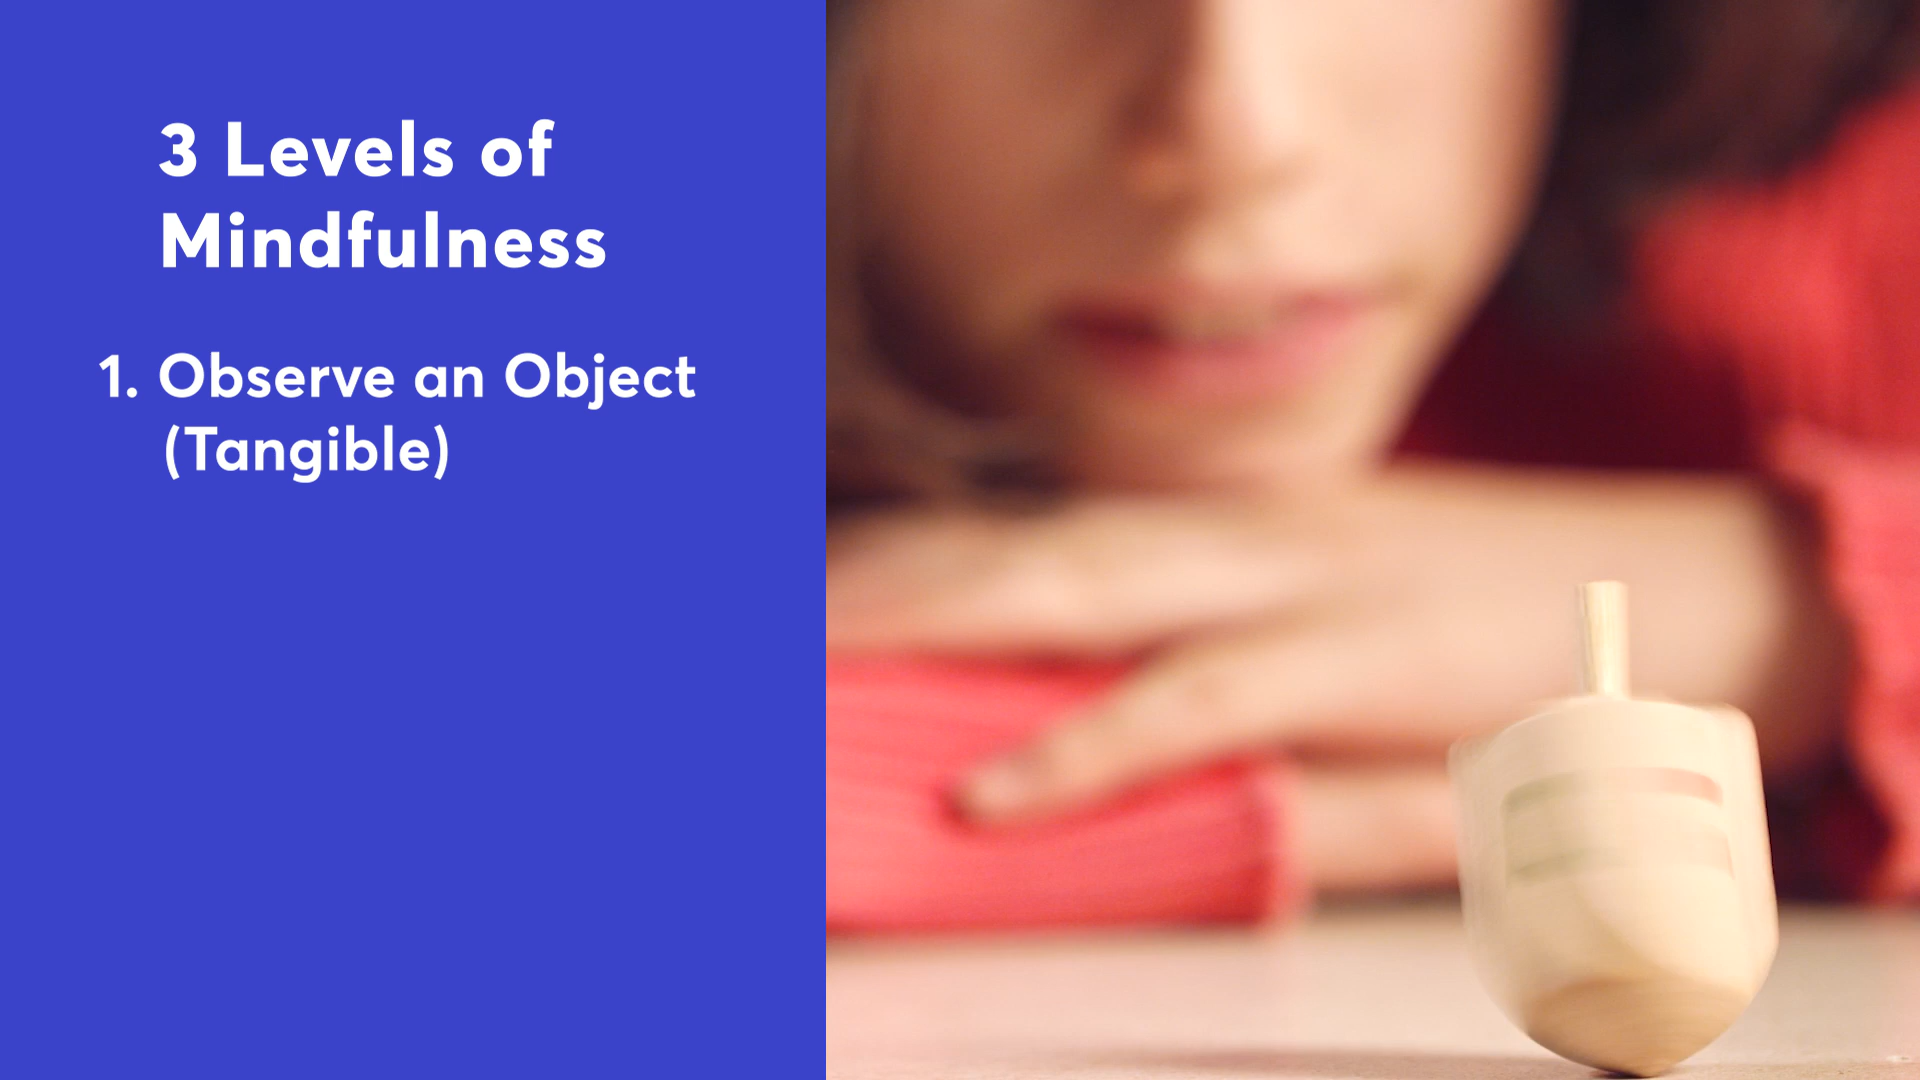 3 Levels of
Mindfulness
1. Observe an Object
(Tangible)